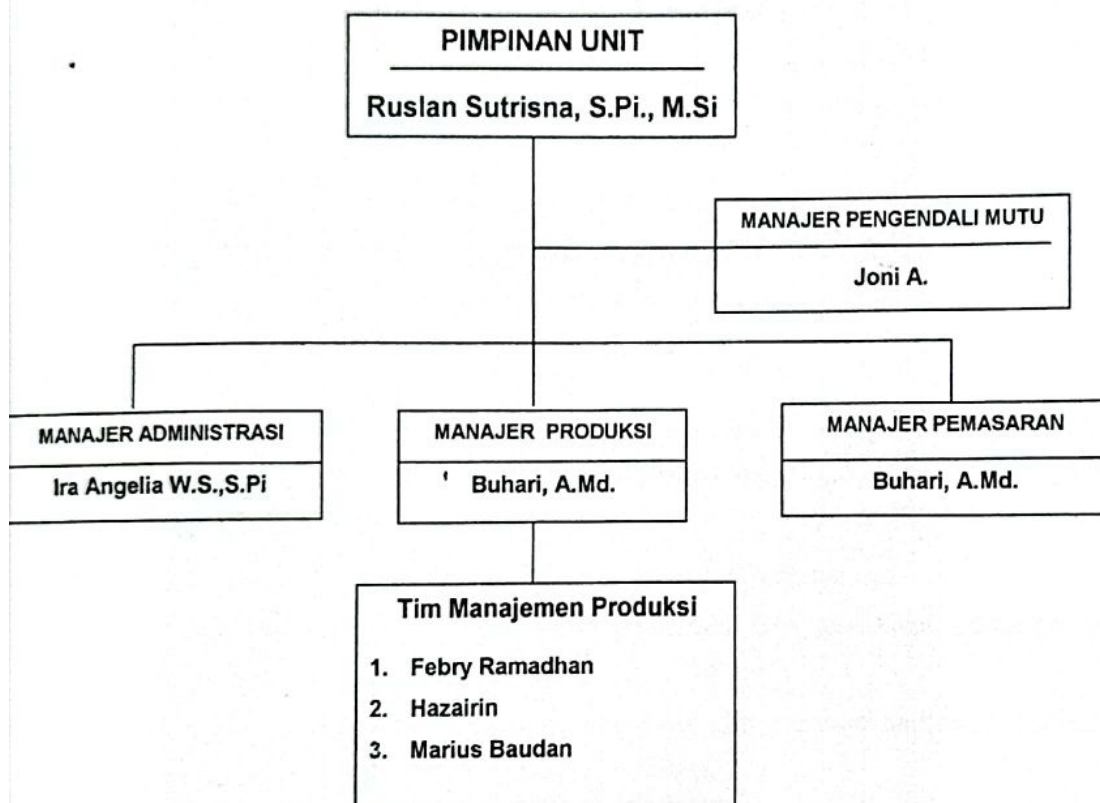 PIMPINAN UNIT
Ruslan Sutrisna, S.Pi., M.Si
MANAJER PENGENDALI MUTU
Joni A.
MANAJER ADMINISTRASI
Ira Angelia W.S.,S.Pi
MANAJER PRODUKSI
Buhari, A.Md.
MANAJER PEMASARAN
Buhari, A.Md.
Tim Manajemen Produksi
1. Febry Ramadhan
2. Hazairin
3. Marius Baudan